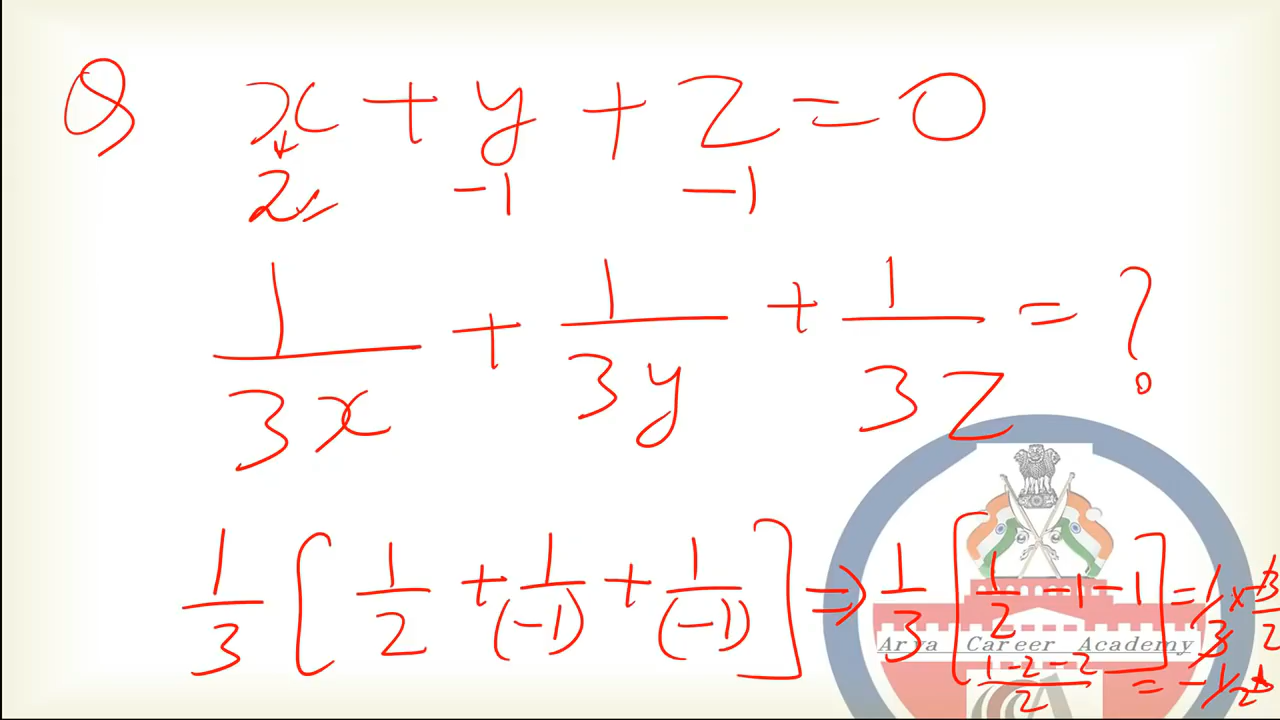 Q x + y + z = 0
2 -1 -1
1/3x + 1/3y + 1/3z = ?
1/3 [ 1/2 + 1/(-1) + 1/(-1) ] ⇒ 1/3 [ 1/2 - 1 - 1 ] = 1/3 × -3/2
1-2-2/2 = -1/2
Arya Career Academy